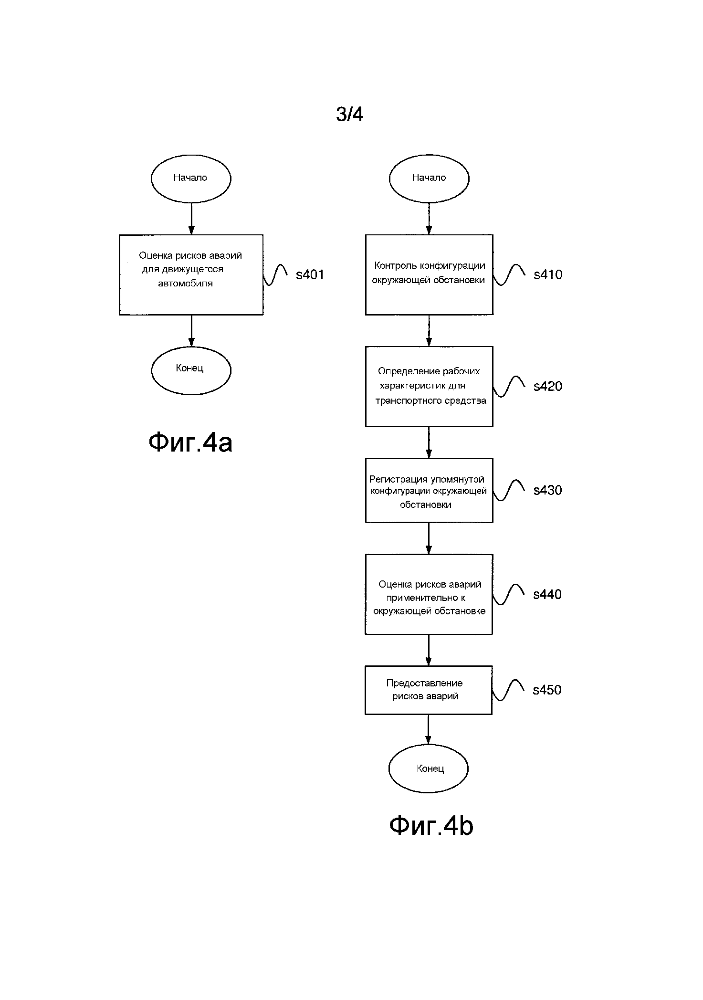 3/4
Начало
Оценка рисков аварий
для движущегося
автомобиля
s401
Конец
Фиг.4a
Начало
Контроль конфигурации
окружающей обстановки
s410
Определение рабочих
характеристик для
транспортного средства
s420
Регистрация упомянутой
конфигурации окружающей
обстановки
s430
Оценка рисков аварий
применительно к
окружающей обстановке
s440
Предоставление
рисков аварий
s450
Конец
Фиг.4b